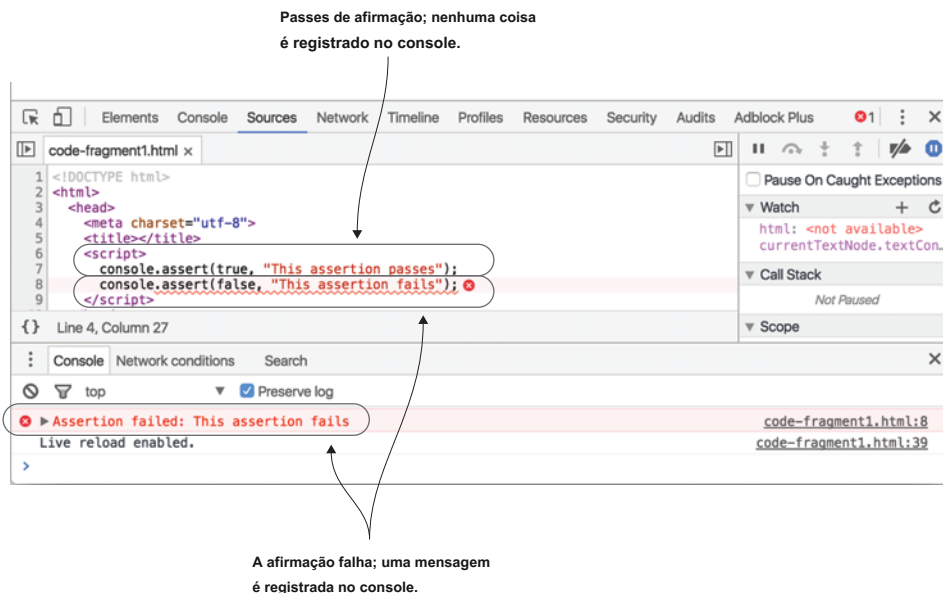 Passes de afirmação; nenhuma coisa
é registrado no console.
Elements Console Sources Network Timeline Profiles Resources Security Audits Adblock Plus 1
code-fragment1.html ×
1 <!DOCTYPE html>
2 <html>
3 <head>
4 <meta charset="utf-8">
5 <title></title>
6 <script>
7 console.assert(true, "This assertion passes");
8 console.assert(false, "This assertion fails");
9 </script>
{} Line 4, Column 27
Pause On Caught Exceptions
Watch
html: <not available>
currentTextNode.textCon…
Call Stack
Not Paused
Scope
Console Network conditions Search
top Preserve log
Assertion failed: This assertion fails code-fragment1.html:8
Live reload enabled. code-fragment1.html:39
>
A afirmação falha; uma mensagem
é registrada no console.